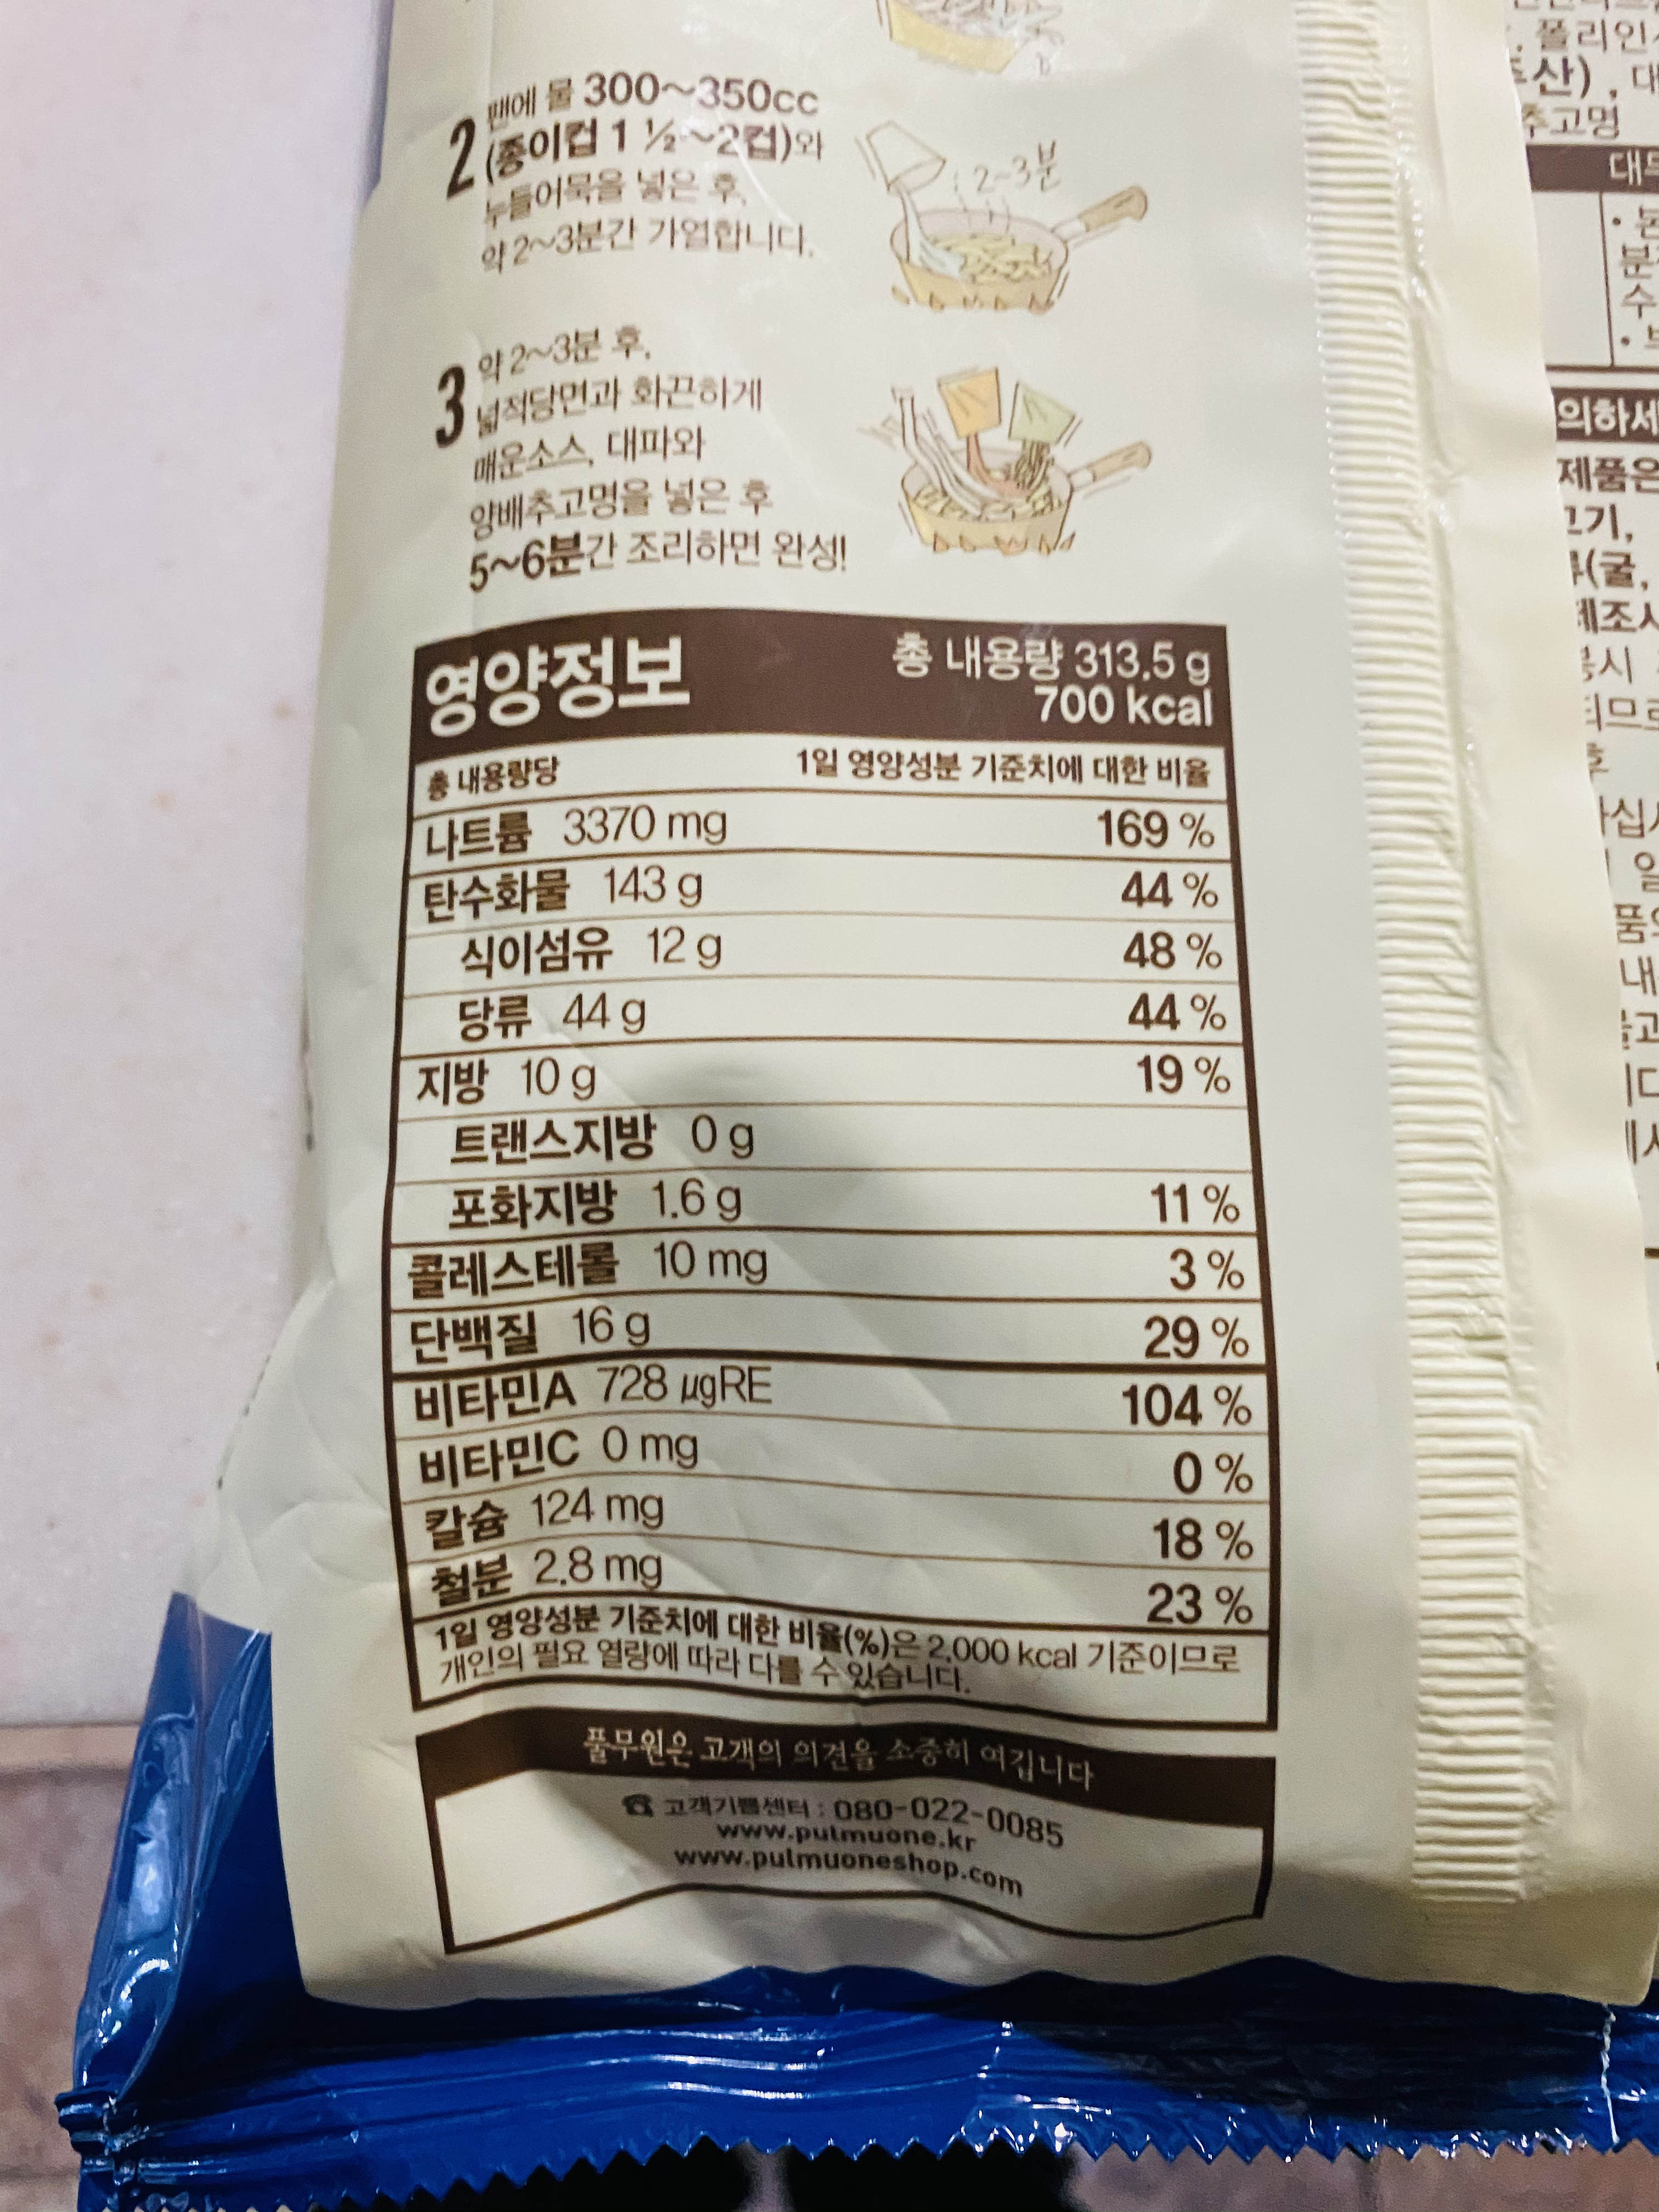 2 팬에 물 300~350cc
(종이컵 1 ½~2컵)와
누들어묵을 넣은 후,
약 2~3분간 가열합니다.
2~3분
3 약 2~3분 후,
넓적당면과 화끈하게
매운소스, 대파와
양배추고명을 넣은 후
5~6분간 조리하면 완성!
영양정보
총 내용량 313.5 g
700 kcal
총 내용량당 1일 영양성분 기준치에 대한 비율
나트륨 3370 mg 169 %
탄수화물 143 g 44 %
식이섬유 12 g 48 %
당류 44 g 44 %
지방 10 g 19 %
트랜스지방 0 g
포화지방 1.6 g 11 %
콜레스테롤 10 mg 3 %
단백질 16 g 29 %
비타민A 728 μgRE 104 %
비타민C 0 mg 0 %
칼슘 124 mg 18 %
철분 2.8 mg 23 %
1일 영양성분 기준치에 대한 비율(%)은 2,000 kcal 기준이므로
개인의 필요 열량에 따라 다를 수 있습니다.
풀무원은 고객의 의견을 소중히 여깁니다
☎ 고객기쁨센터 : 080-022-0085
www.pulmuone.kr
www.pulmuoneshop.com
폴리인
산), 대
추고명
의하세
제품은
고기,
(굴,
제조시